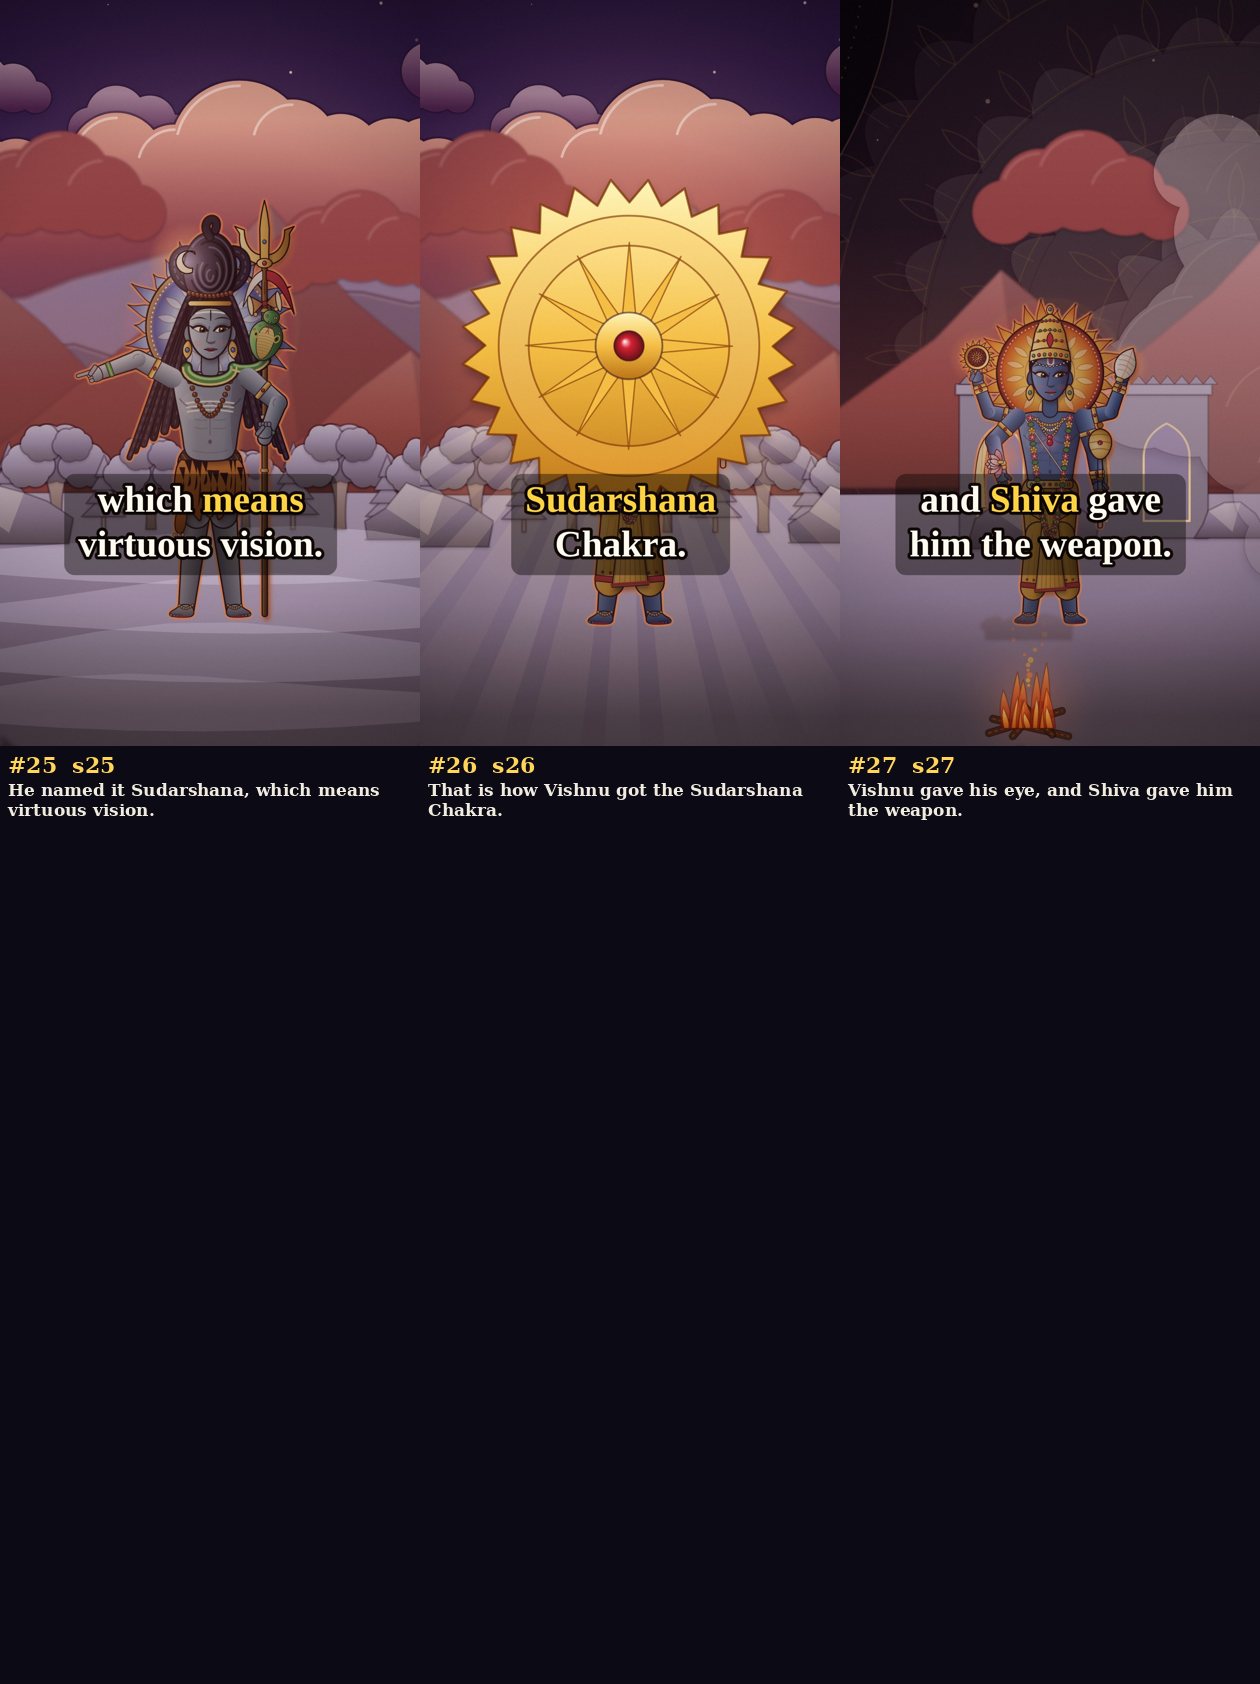 which means
virtuous vision.
Sudarshana
Chakra.
and Shiva gave
him the weapon.
#25 s25
He named it Sudarshana, which means
virtuous vision.
#26 s26
That is how Vishnu got the Sudarshana
Chakra.
#27 s27
Vishnu gave his eye, and Shiva gave him
the weapon.